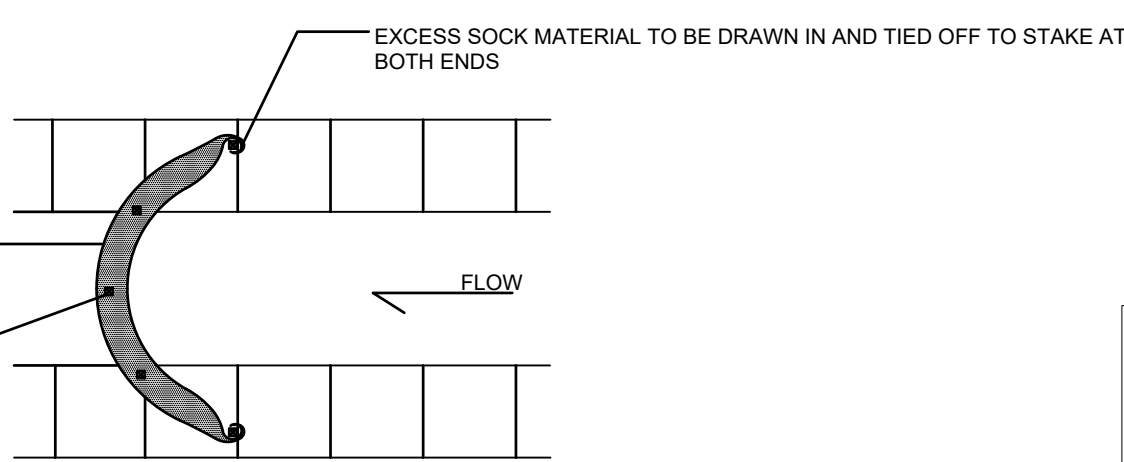 EXCESS SOCK MATERIAL TO BE DRAWN IN AND TIED OFF TO STAKE AT
BOTH ENDS
FLOW